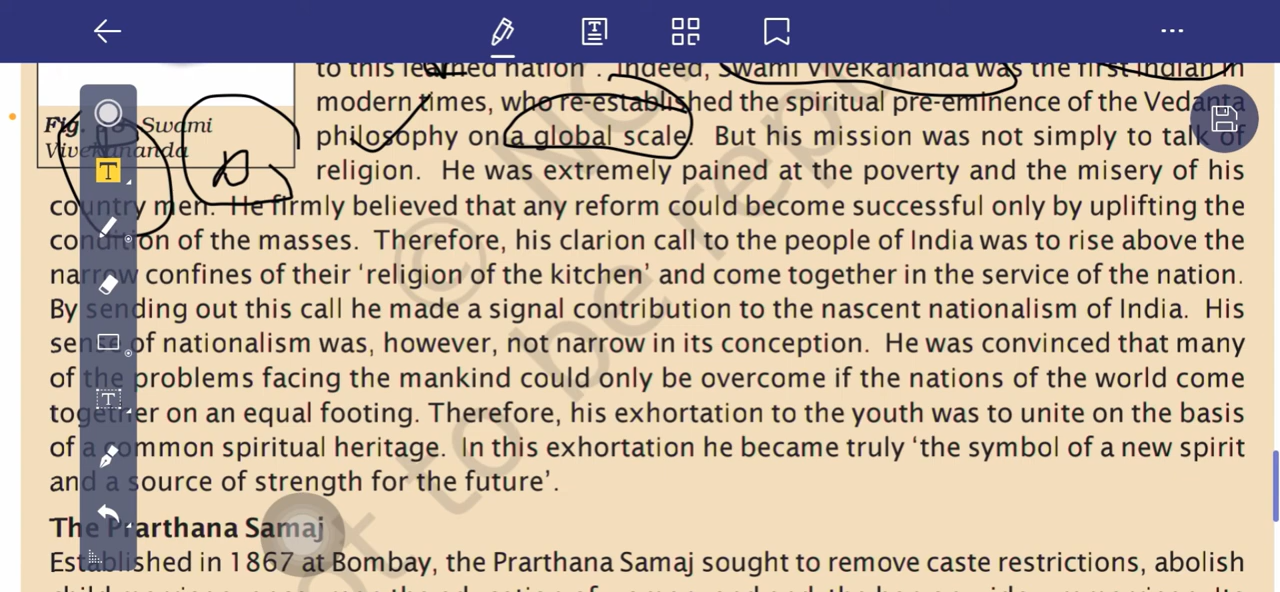 to this learned nation'. Indeed, Swami Vivekananda was the first Indian in
modern times, who re-established the spiritual pre-eminence of the Vedanta
Fig. Swami
Vivekananda
philosophy on a global scale. But his mission was not simply to talk of
religion. He was extremely pained at the poverty and the misery of his
country men. He firmly believed that any reform could become successful only by uplifting the
condition of the masses. Therefore, his clarion call to the people of India was to rise above the
narrow confines of their 'religion of the kitchen' and come together in the service of the nation.
By sending out this call he made a signal contribution to the nascent nationalism of India. His
sense of nationalism was, however, not narrow in its conception. He was convinced that many
of the problems facing the mankind could only be overcome if the nations of the world come
together on an equal footing. Therefore, his exhortation to the youth was to unite on the basis
of a common spiritual heritage. In this exhortation he became truly 'the symbol of a new spirit
and a source of strength for the future'.
The Prarthana Samaj
Established in 1867 at Bombay, the Prarthana Samaj sought to remove caste restrictions, abolish